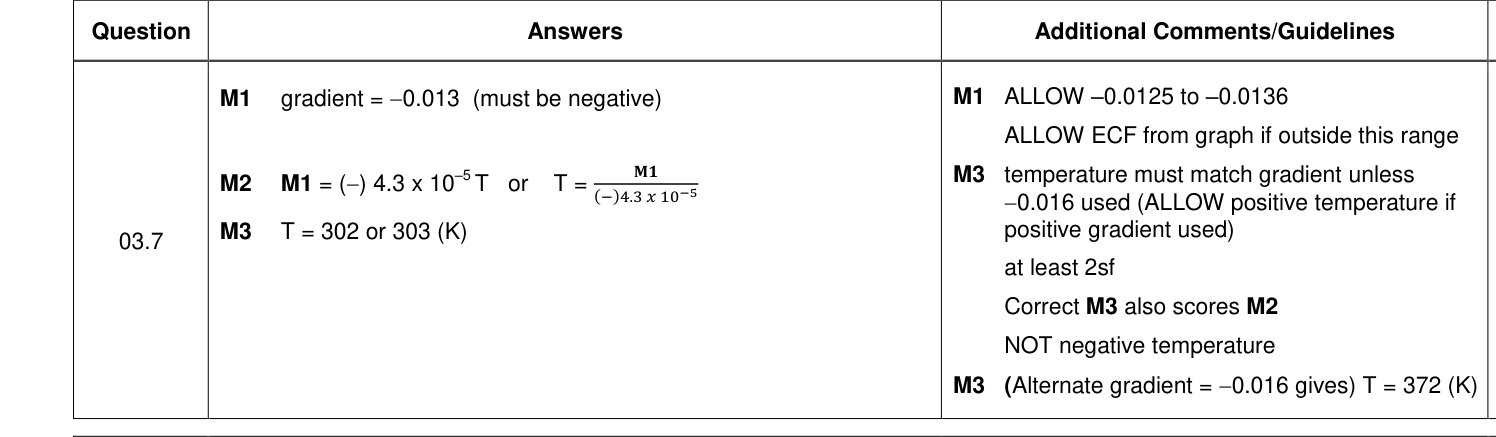 Question Answers Additional Comments/Guidelines
03.7
M1 gradient = −0.013 (must be negative)
M2 M1 = (−) 4.3 x 10⁻⁵ T or T = M1 / (−)4.3 x 10⁻⁵
M3 T = 302 or 303 (K)
M1 ALLOW –0.0125 to –0.0136
ALLOW ECF from graph if outside this range
M3 temperature must match gradient unless
−0.016 used (ALLOW positive temperature if
positive gradient used)
at least 2sf
Correct M3 also scores M2
NOT negative temperature
M3 (Alternate gradient = −0.016 gives) T = 372 (K)